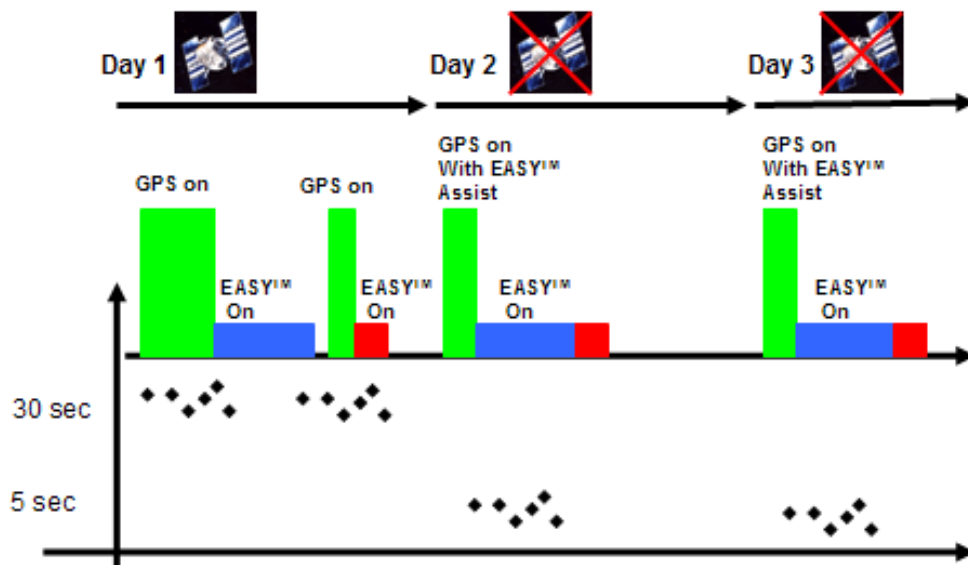 Day 1
Day 2
Day 3
GPS on
GPS on
GPS on
With EASY™
Assist
GPS on
With EASY™
Assist
EASY™
On
EASY™
On
EASY™
On
EASY™
On
30 sec
5 sec